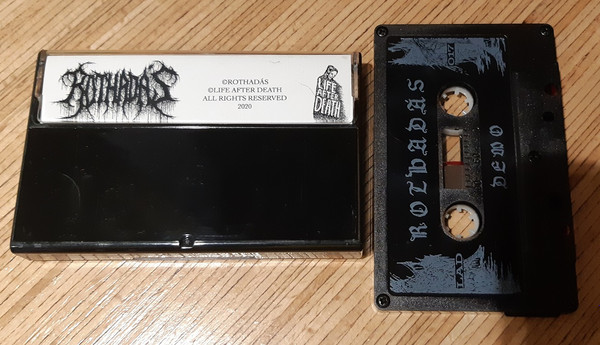 ROTHADÁS
©ROTHADÁS
©LIFE AFTER DEATH
ALL RIGHTS RESERVED
2020
LIFE
AFTER
DEATH
ROTHADÁS
DEMO
LAD